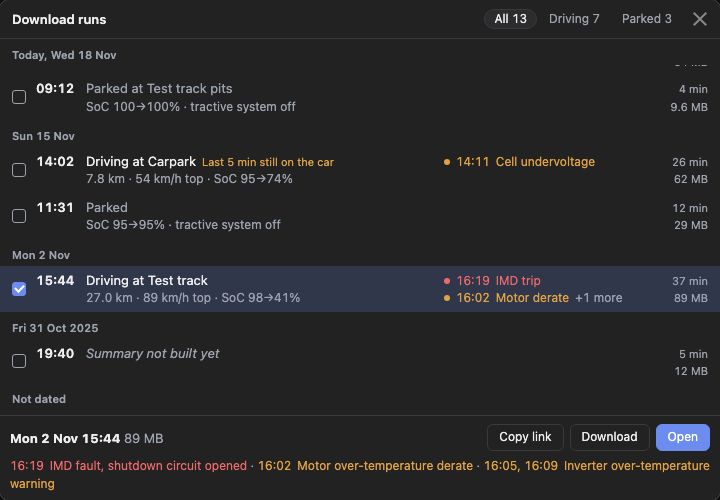 Download runs
All 13
Driving 7
Parked 3
Today, Wed 18 Nov
09:12 Parked at Test track pits 4 min
SoC 100→100% · tractive system off 9.6 MB
Sun 15 Nov
14:02 Driving at Carpark Last 5 min still on the car 14:11 Cell undervoltage 26 min
7.8 km · 54 km/h top · SoC 95→74% 62 MB
11:31 Parked 12 min
SoC 95→95% · tractive system off 29 MB
Mon 2 Nov
15:44 Driving at Test track 16:19 IMD trip 37 min
27.0 km · 89 km/h top · SoC 98→41% 16:02 Motor derate +1 more 89 MB
Fri 31 Oct 2025
19:40 Summary not built yet 5 min
12 MB
Not dated
Mon 2 Nov 15:44 89 MB
Copy link
Download
Open
16:19 IMD fault, shutdown circuit opened · 16:02 Motor over-temperature derate · 16:05, 16:09 Inverter over-temperature
warning